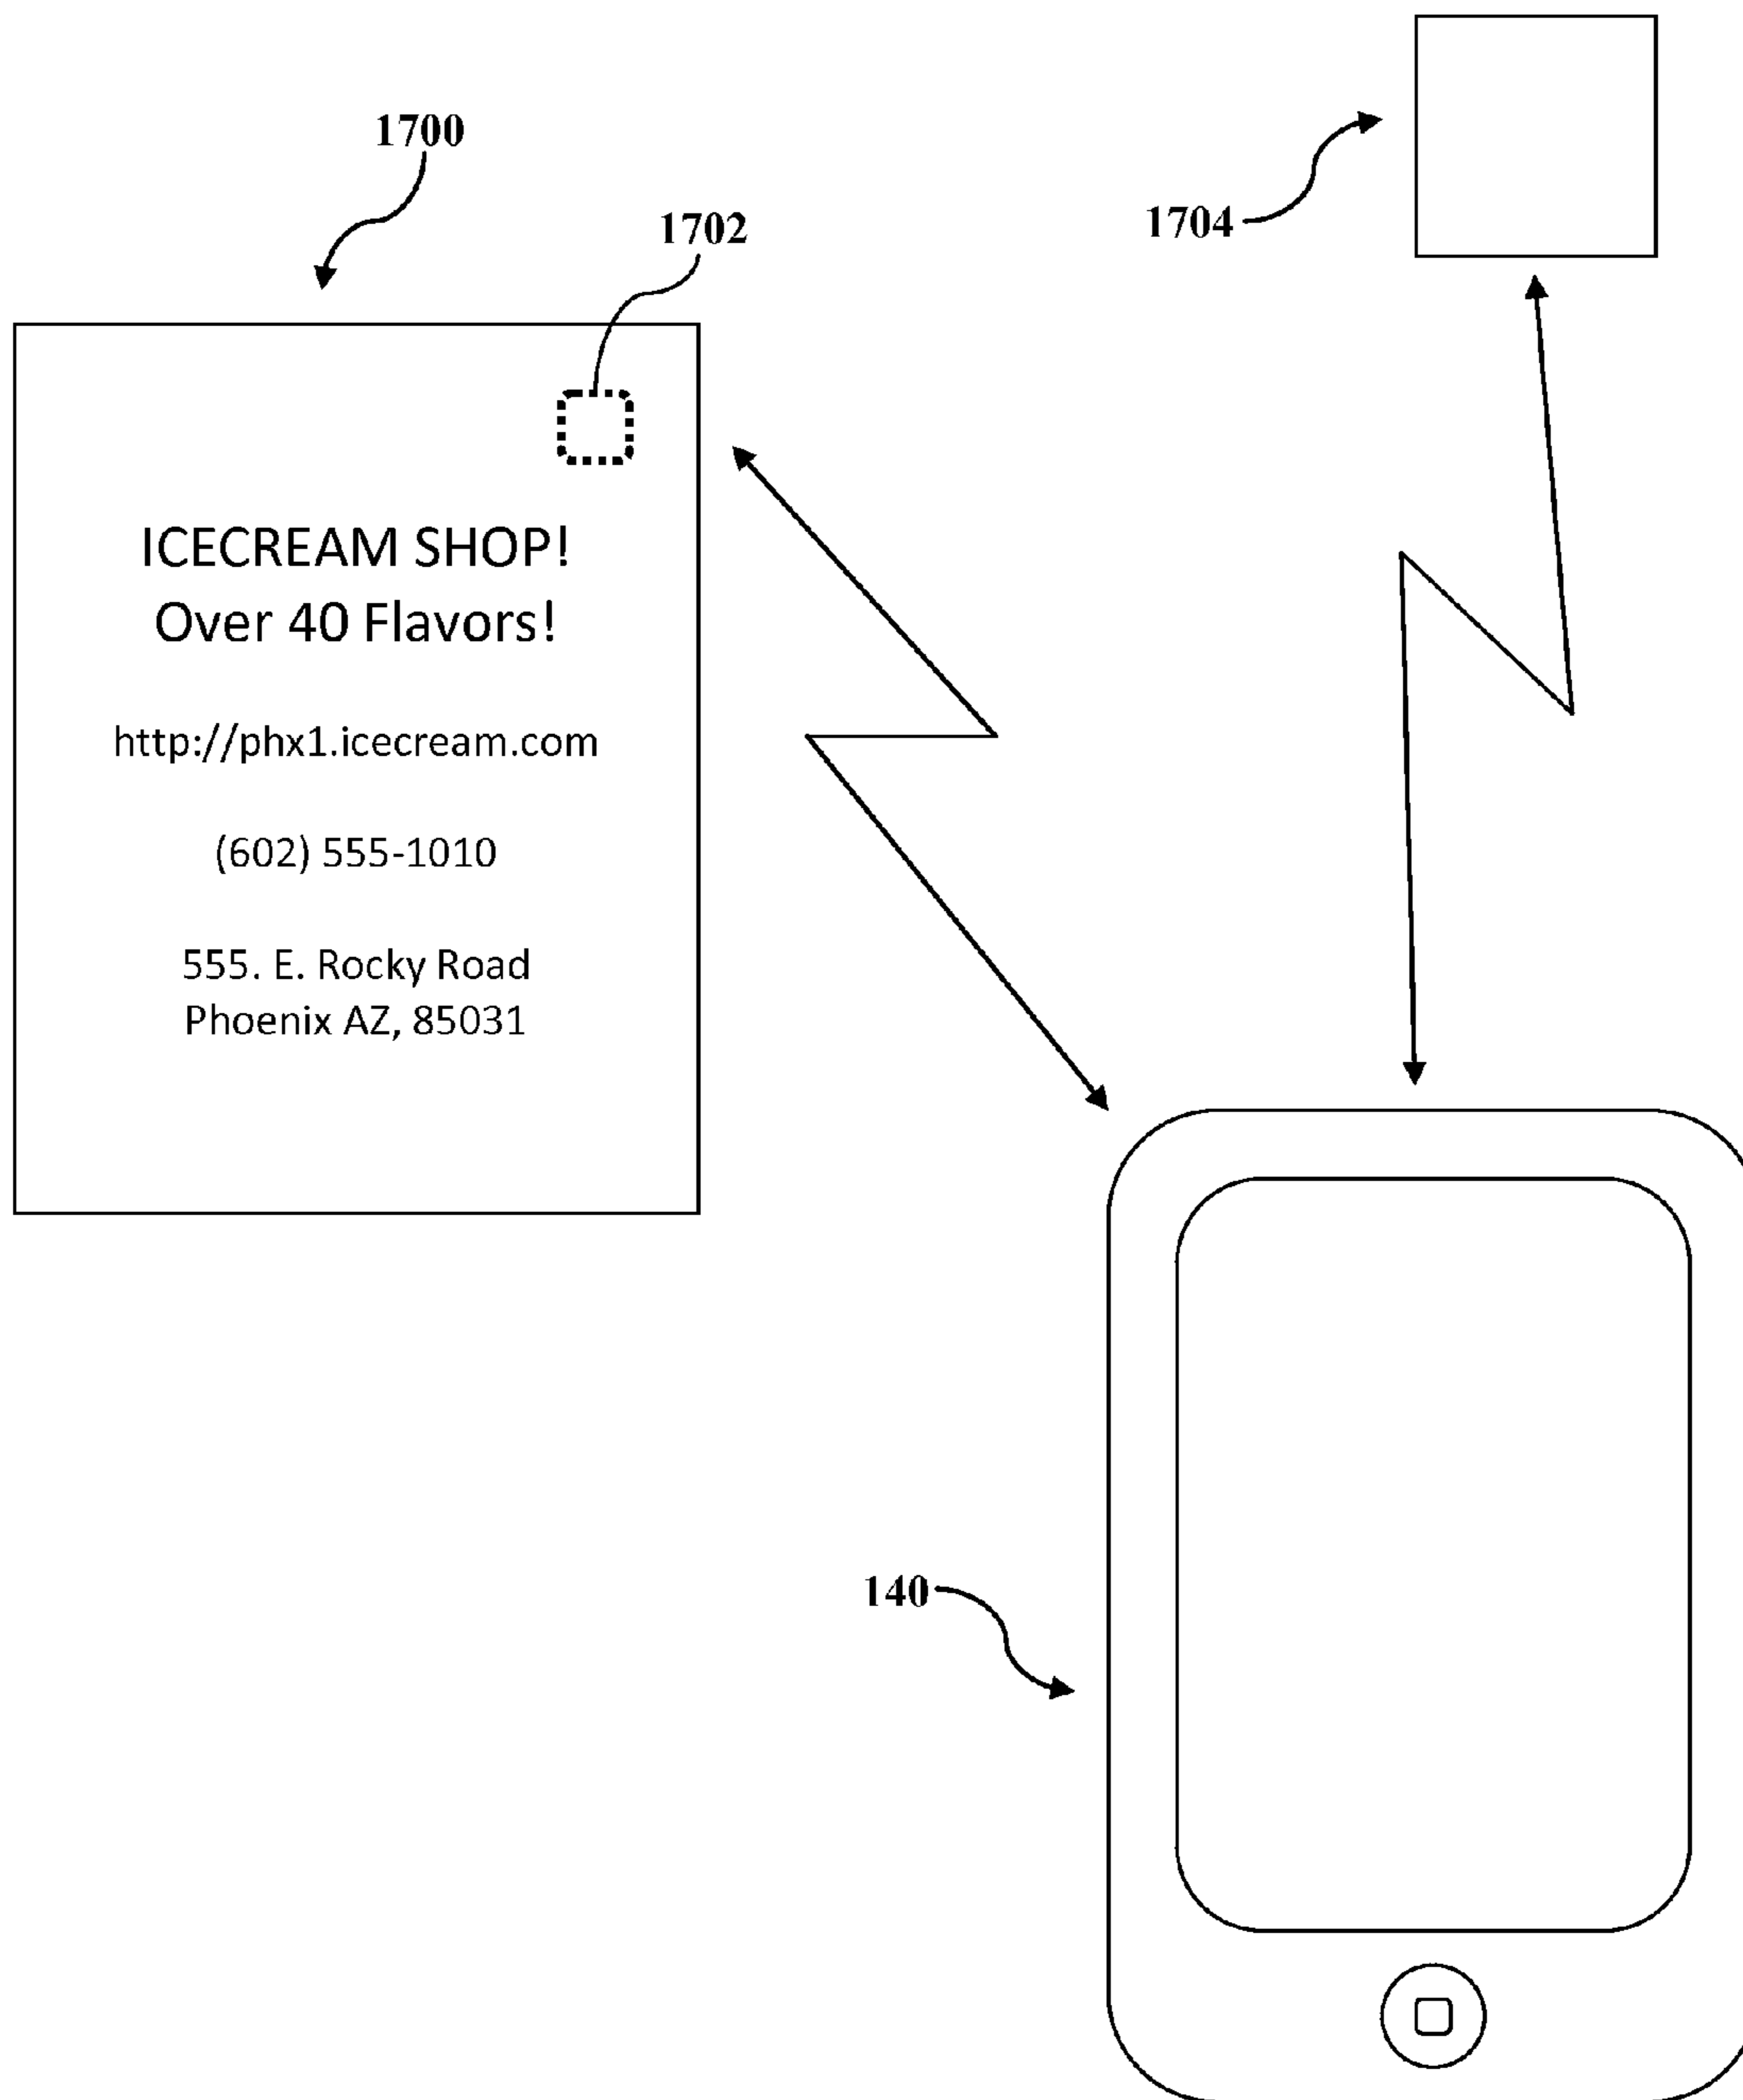 1700
1702
1704
ICECREAM SHOP!
Over 40 Flavors!
http://phx1.icecream.com
(602) 555-1010
555. E. Rocky Road
Phoenix AZ, 85031
140